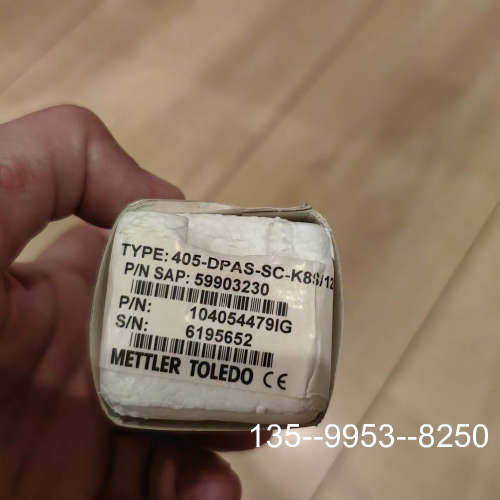 TYPE: 405-DPAS-SC-K8S/12
P/N SAP: 59903230
P/N: 104054479IG
S/N: 6195652
METTLER TOLEDO CE
135--9953--8250